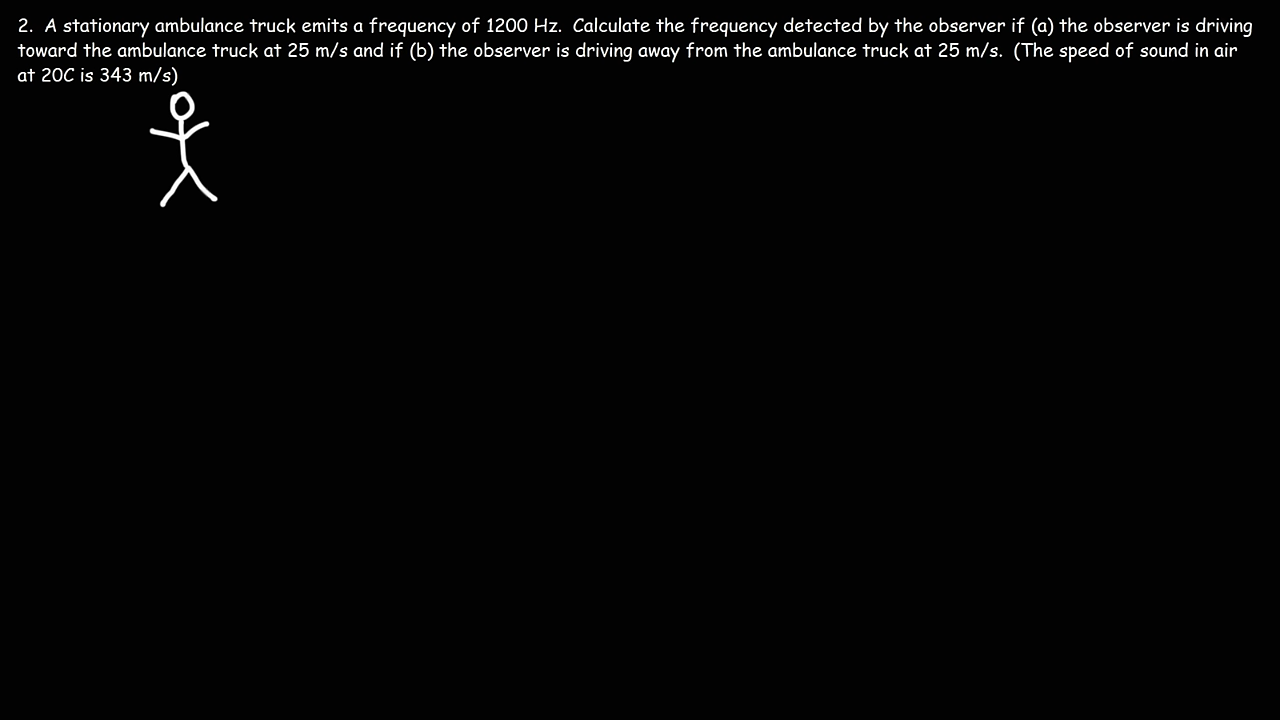 2. A stationary ambulance truck emits a frequency of 1200 Hz. Calculate the frequency detected by the observer if (a) the observer is driving
toward the ambulance truck at 25 m/s and if (b) the observer is driving away from the ambulance truck at 25 m/s. (The speed of sound in air
at 20C is 343 m/s)